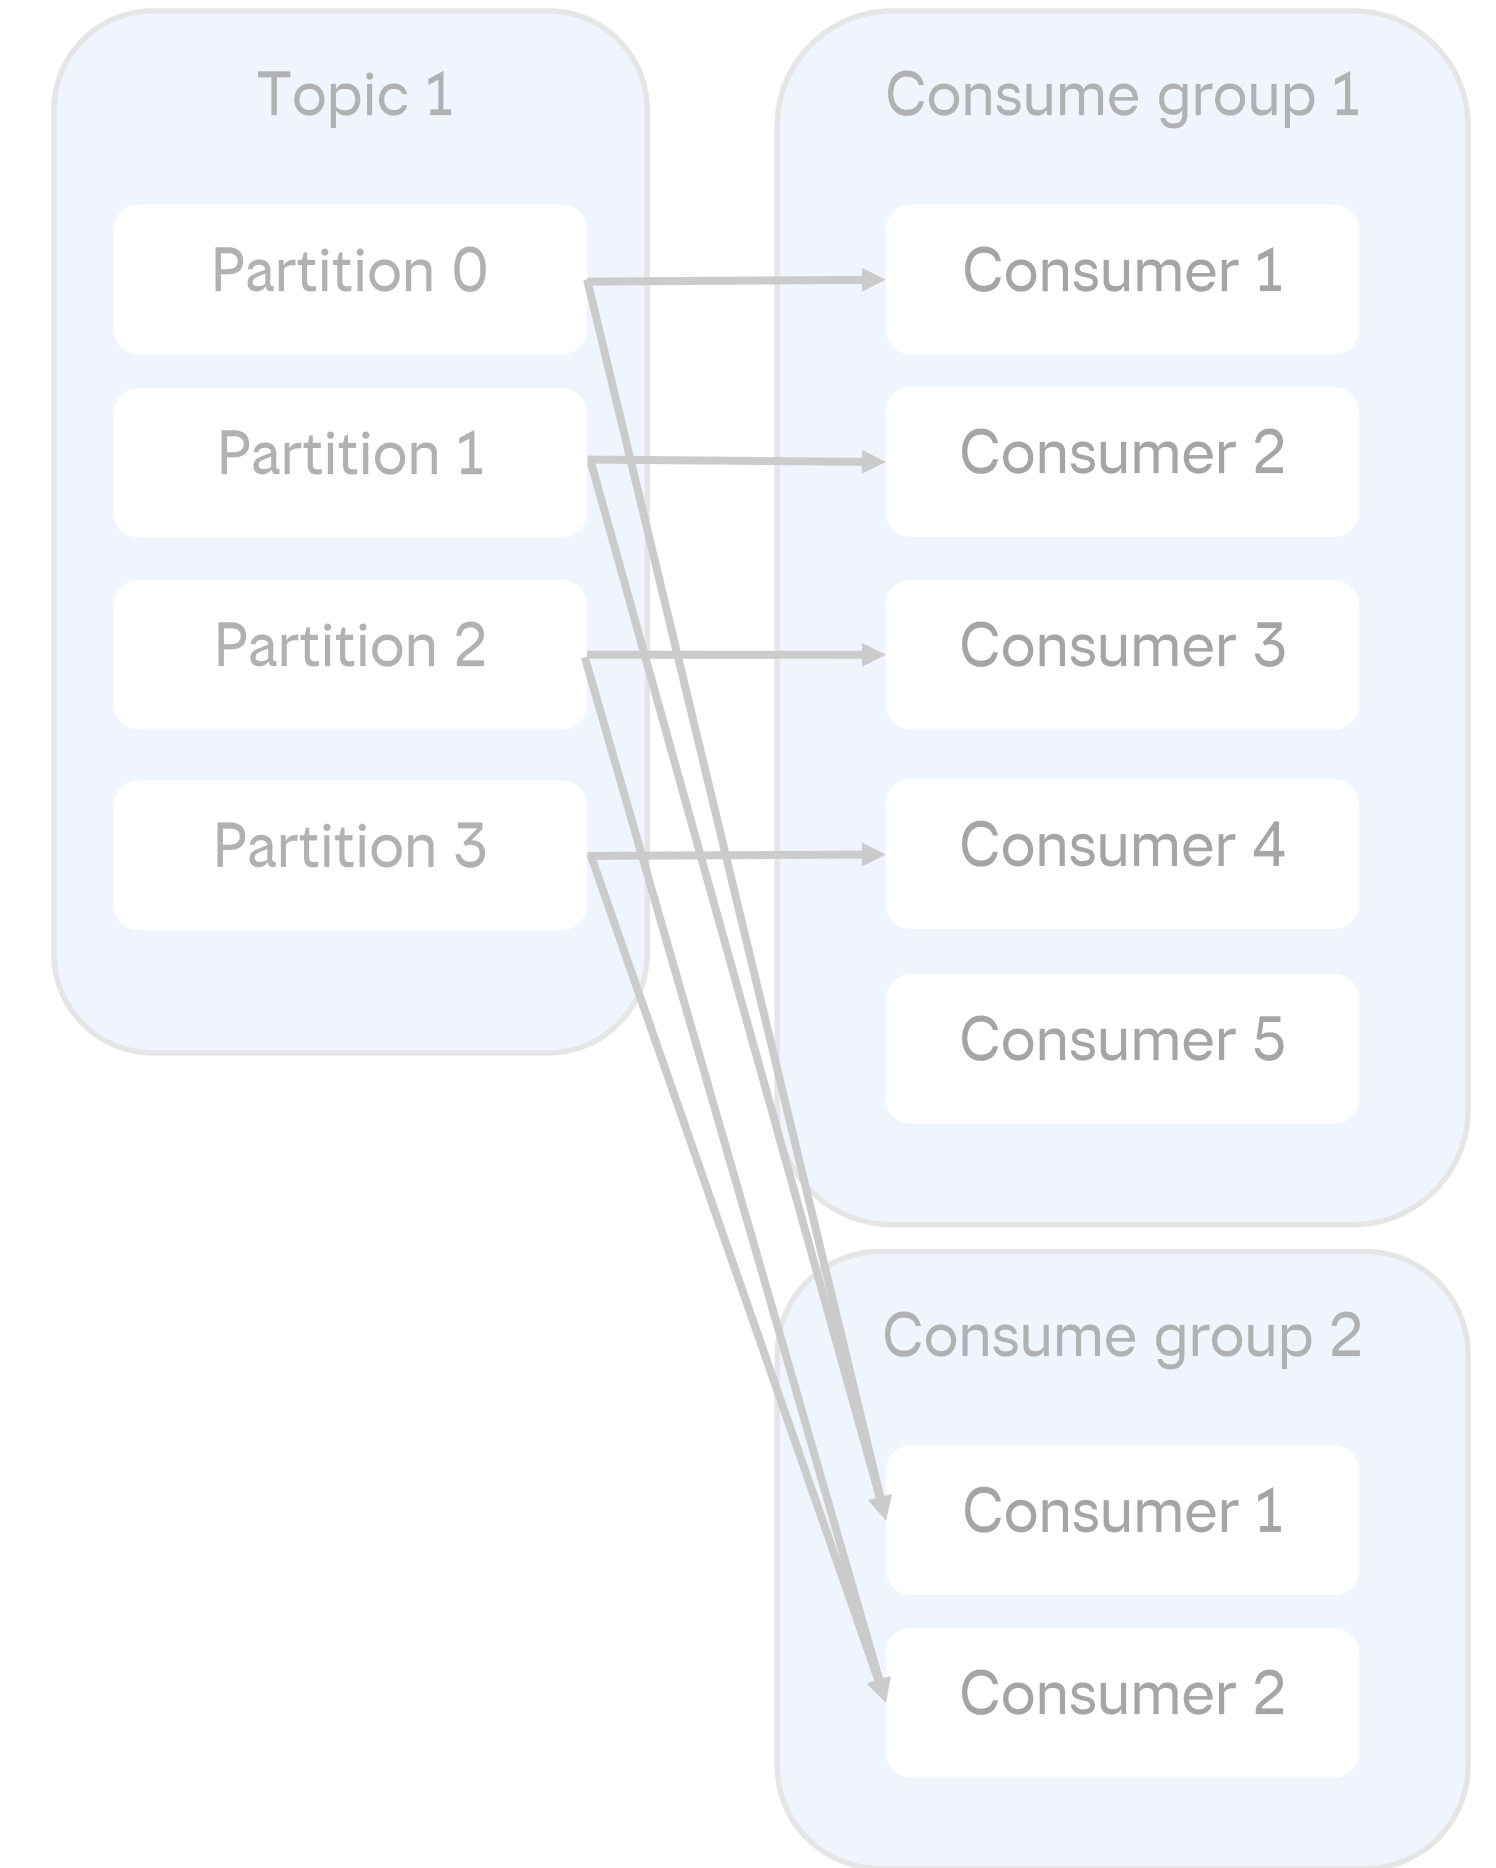 Topic 1
Partition 0
Partition 1
Partition 2
Partition 3
Consume group 1
Consumer 1
Consumer 2
Consumer 3
Consumer 4
Consumer 5
Consume group 2
Consumer 1
Consumer 2